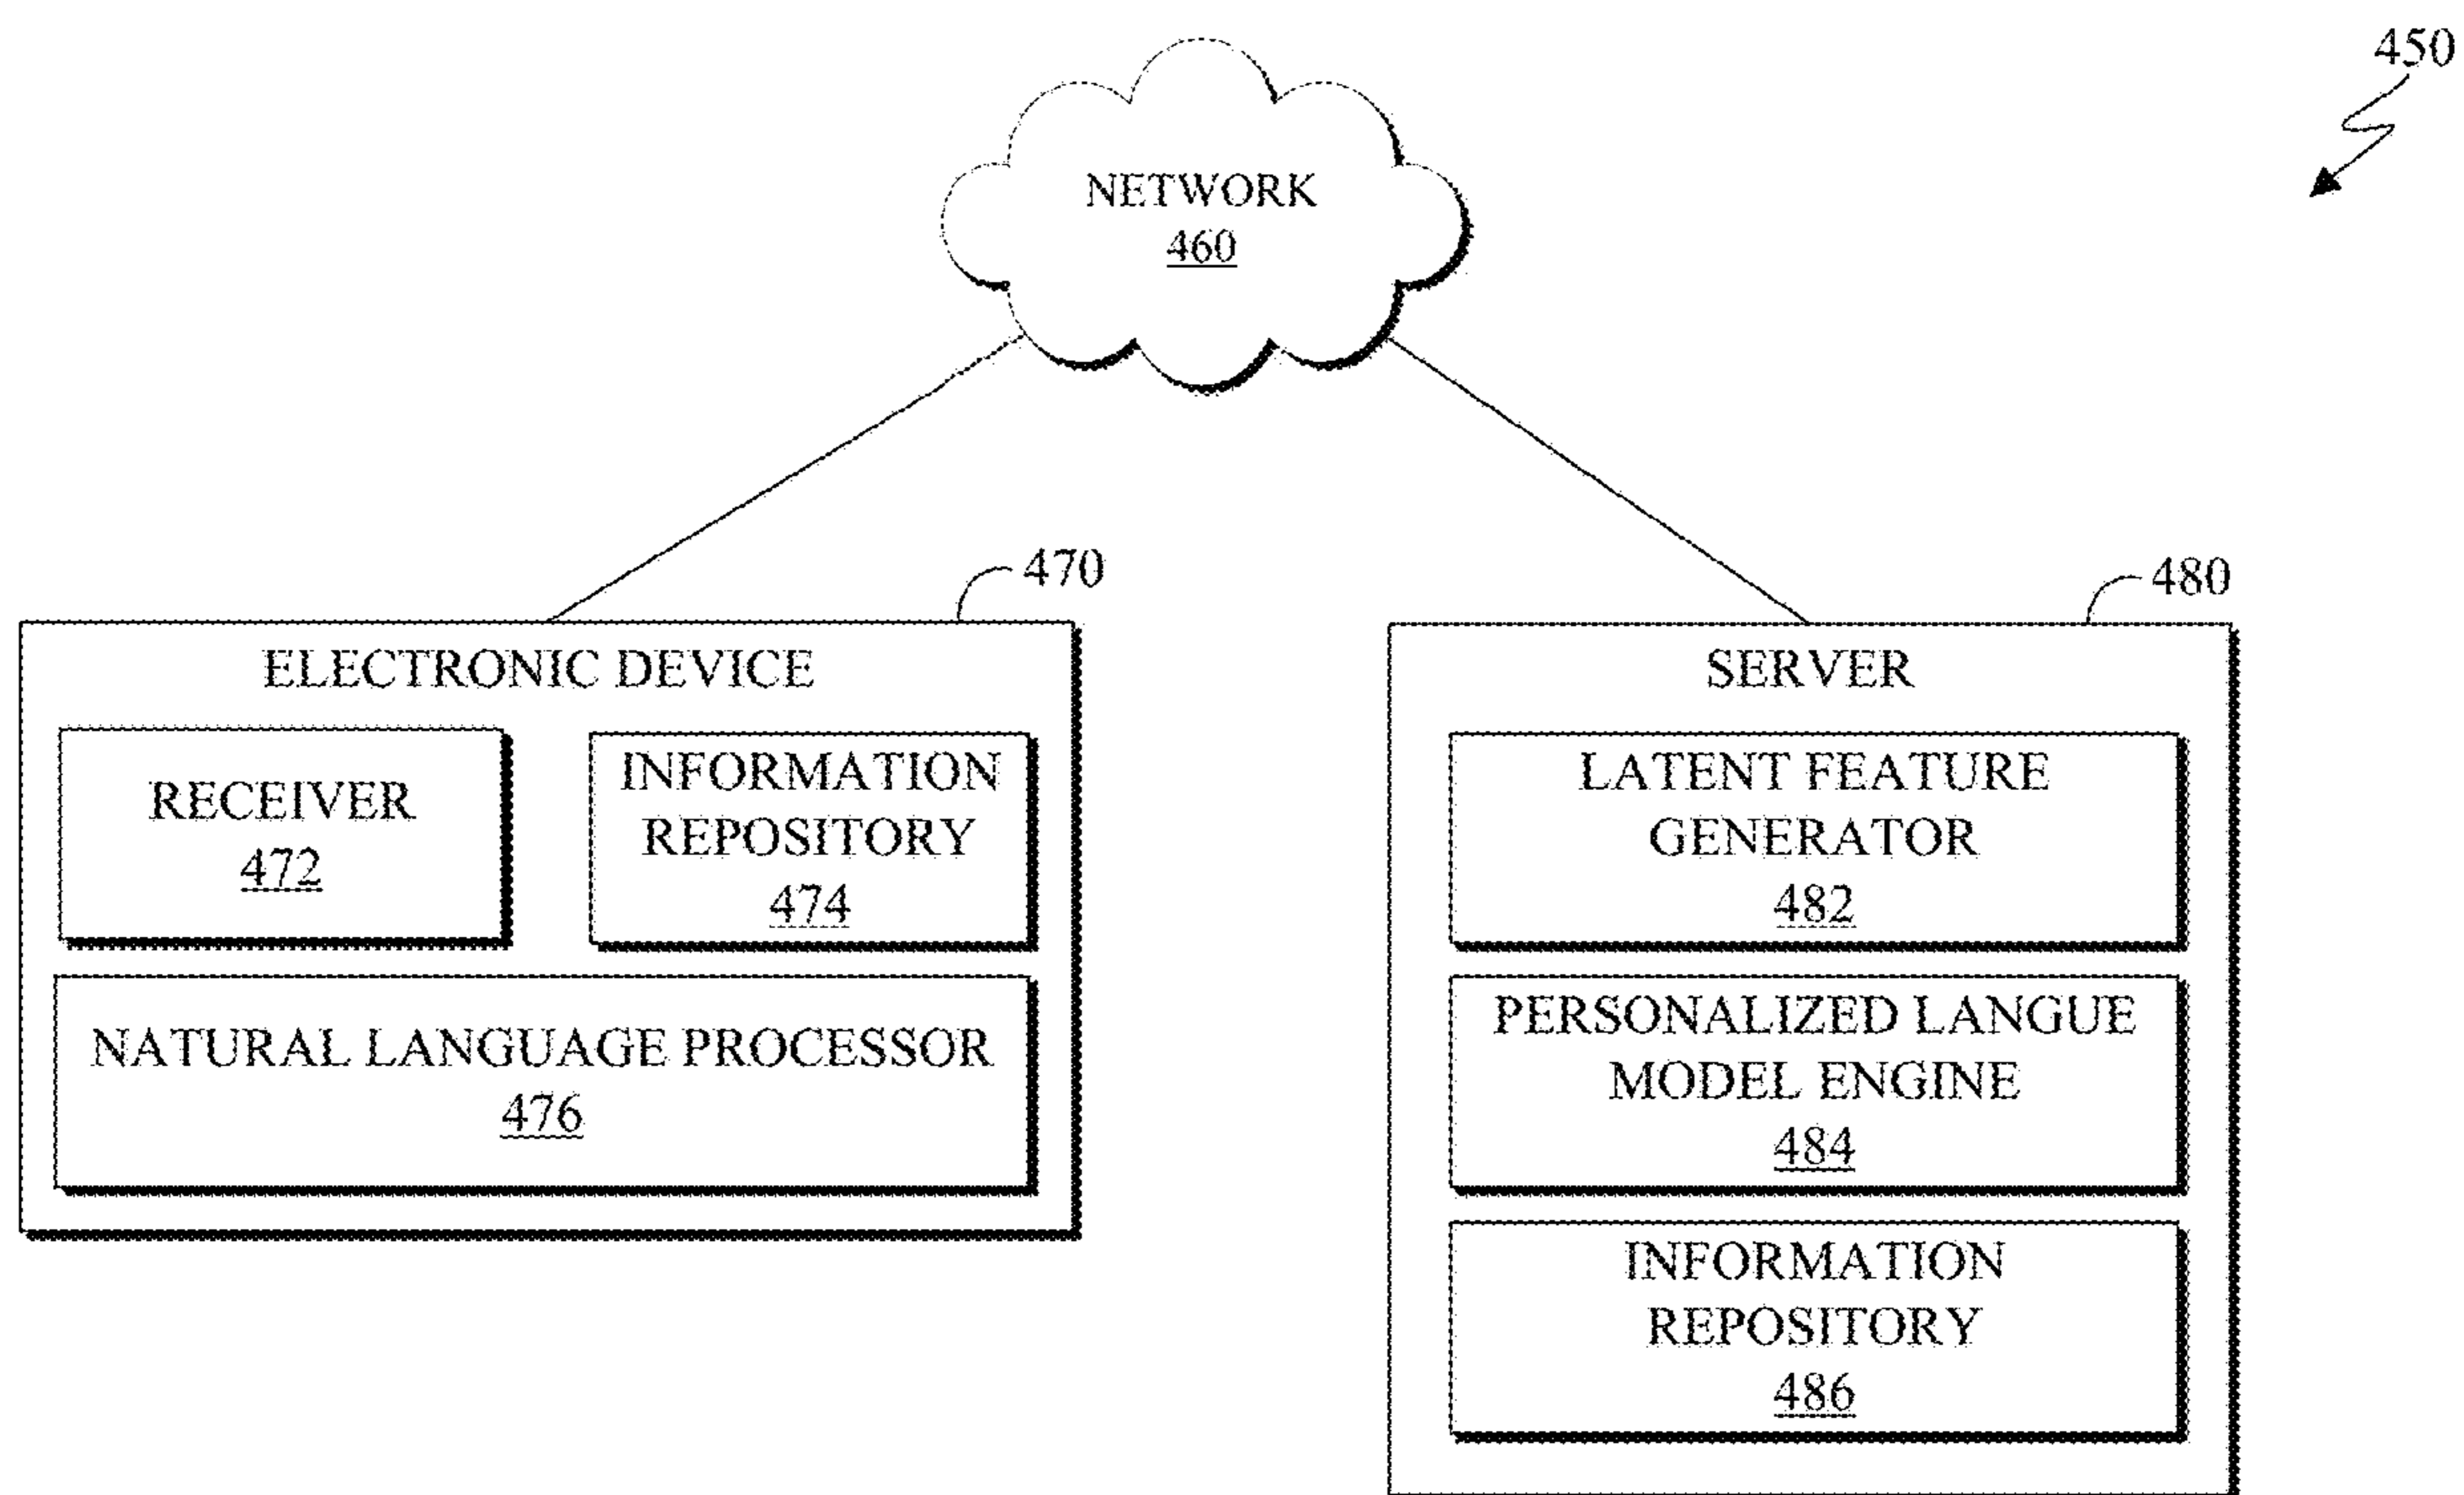 450
NETWORK
460
470
ELECTRONIC DEVICE
RECEIVER
472
INFORMATION
REPOSITORY
474
NATURAL LANGUAGE PROCESSOR
476
480
SERVER
LATENT FEATURE
GENERATOR
482
PERSONALIZED LANGUE
MODEL ENGINE
484
INFORMATION
REPOSITORY
486